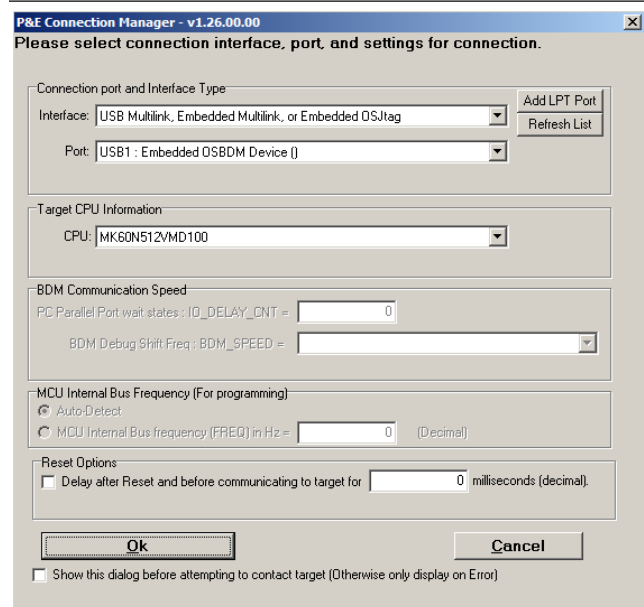 P&E Connection Manager - v1.26.00.00
Please select connection interface, port, and settings for connection.
Connection port and Interface Type
Add LPT Port
Interface: USB Multilink, Embedded Multilink, or Embedded OSJtag
Refresh List
Port: USB1 : Embedded OSBDM Device ()
Target CPU Information
CPU: MK60N512VMD100
BDM Communication Speed
PC Parallel Port wait states : IO_DELAY_CNT = 0
BDM Debug Shift Freq : BDM_SPEED =
MCU Internal Bus Frequency (For programming)
Auto-Detect
MCU Internal Bus frequency (FREQ) in Hz = 0 (Decimal)
Reset Options
Delay after Reset and before communicating to target for 0 milliseconds (decimal).
Ok Cancel
Show this dialog before attempting to contact target (Otherwise only display on Error)